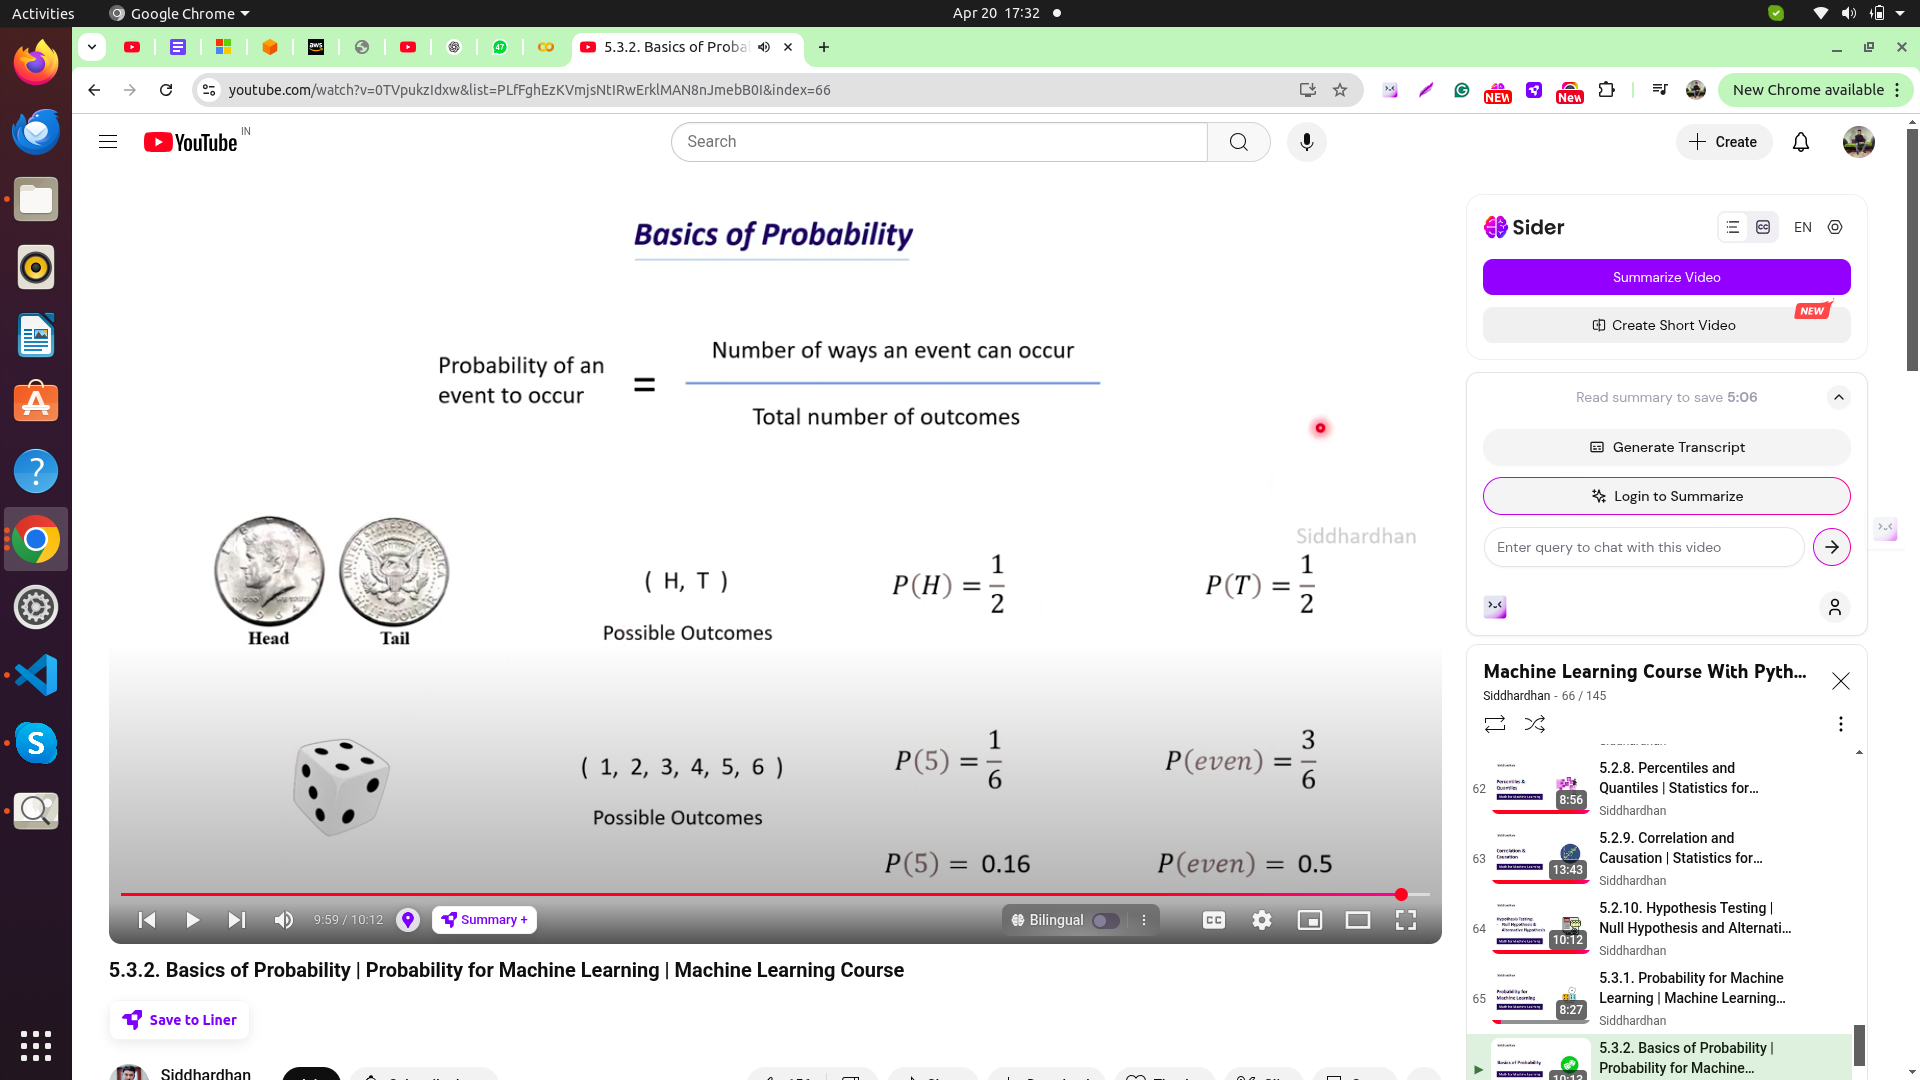 Activities
Google Chrome
Apr 20 17:32
47
aws
5.3.2. Basics of Proba
youtube.com/watch?v=0TVpukzIdxw&list=PLfFghEzKVmjsNtIRwErklMAN8nJmebB0I&index=66
NEW
New
New Chrome available
YouTube
IN
Search
Create
Basics of Probability
Probability of an
event to occur
=
Number of ways an event can occur
Total number of outcomes
Siddhardhan
Head
Tail
( H, T )
Possible Outcomes
P(H) = 1/2
P(T) = 1/2
( 1, 2, 3, 4, 5, 6 )
Possible Outcomes
P(5) = 1/6
P(even) = 3/6
P(5) = 0.16
P(even) = 0.5
9:59 / 10:12
Summary +
Bilingual
CC
5.3.2. Basics of Probability | Probability for Machine Learning | Machine Learning Course
Save to Liner
Siddhardhan
Sider
EN
Summarize Video
NEW
Create Short Video
Read summary to save 5:06
Generate Transcript
Login to Summarize
Enter query to chat with this video
Machine Learning Course With Pyth...
Siddhardhan - 66 / 145
62
8:56
5.2.8. Percentiles and
Quantiles | Statistics for...
Siddhardhan
63
13:43
5.2.9. Correlation and
Causation | Statistics for...
Siddhardhan
64
10:12
5.2.10. Hypothesis Testing |
Null Hypothesis and Alternati...
Siddhardhan
65
8:27
5.3.1. Probability for Machine
Learning | Machine Learning...
Siddhardhan
5.3.2. Basics of Probability |
Probability for Machine...